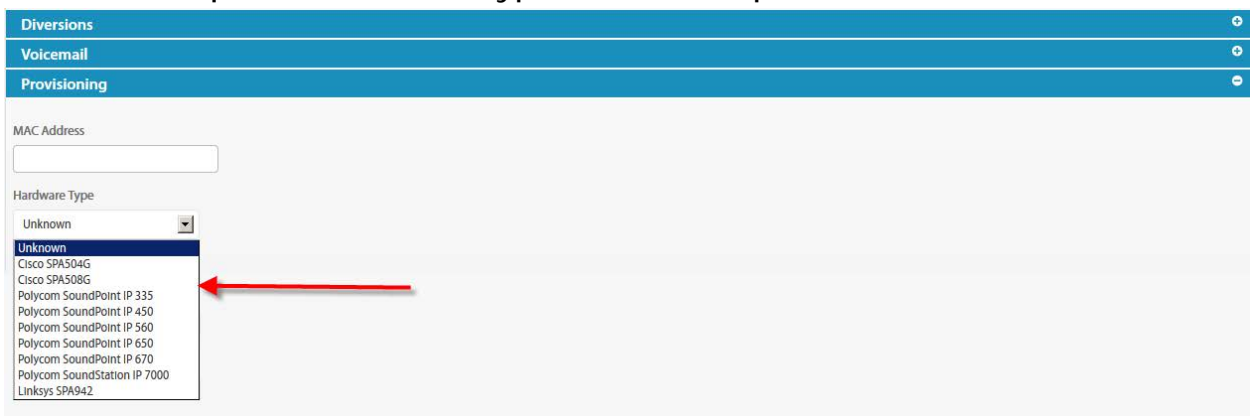 Diversions
Voicemail
Provisioning
MAC Address
Hardware Type
Unknown
Unknown
Cisco SPA504G
Cisco SPA508G
Polycom SoundPoint IP 335
Polycom SoundPoint IP 450
Polycom SoundPoint IP 560
Polycom SoundPoint IP 650
Polycom SoundPoint IP 670
Polycom SoundStation IP 7000
Linksys SPA942